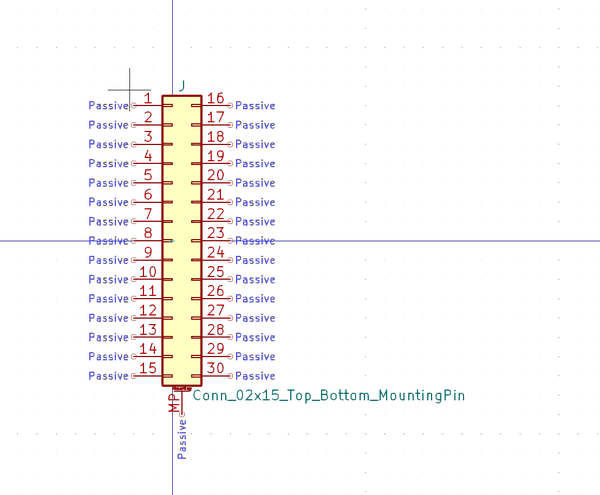 J
Passive 1 16 Passive
Passive 2 17 Passive
Passive 3 18 Passive
Passive 4 19 Passive
Passive 5 20 Passive
Passive 6 21 Passive
Passive 7 22 Passive
Passive 8 23 Passive
Passive 9 24 Passive
Passive 10 25 Passive
Passive 11 26 Passive
Passive 12 27 Passive
Passive 13 28 Passive
Passive 14 29 Passive
Passive 15 30 Passive
Conn_02x15_Top_Bottom_MountingPin
MP
Passive